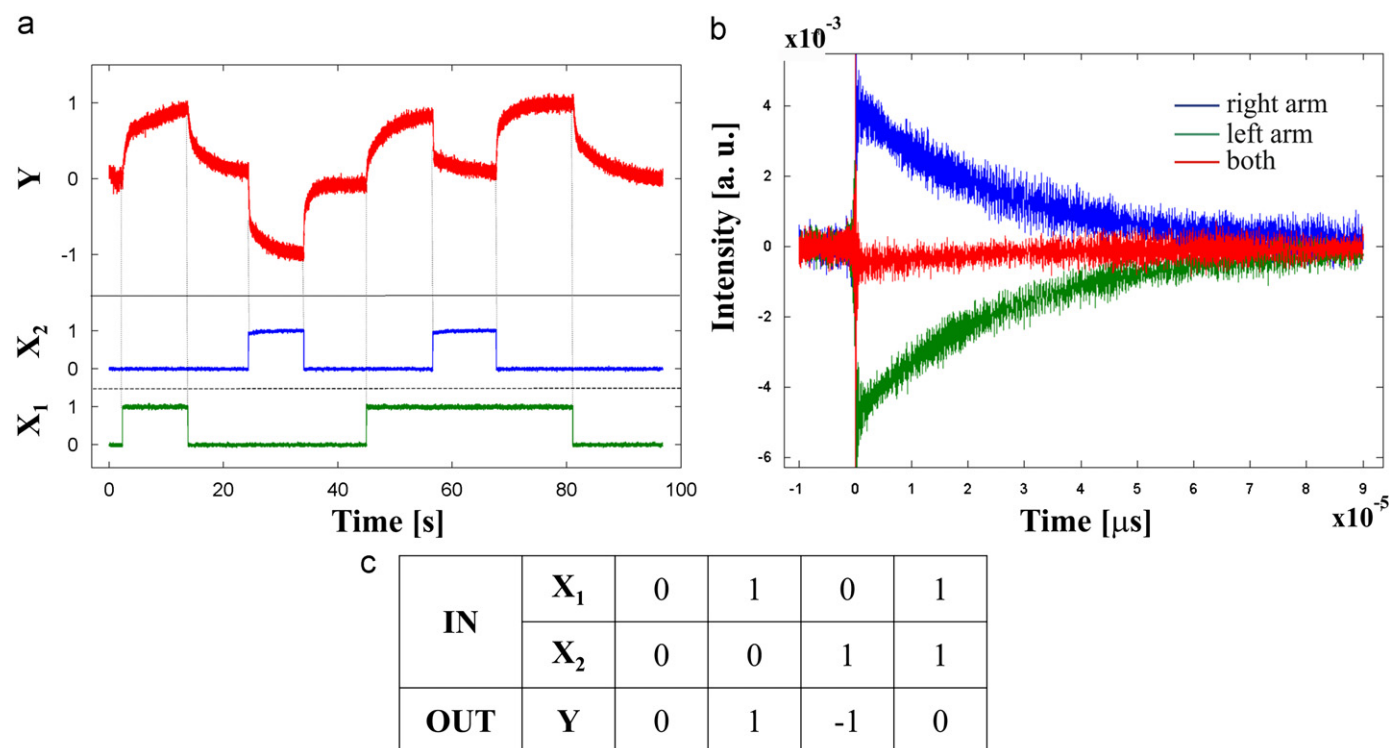 a
1
0
-1
Y
1
0
X2
1
0
X1
0 20 40 60 80 100
Time [s]
b
x10-3
4
2
0
-2
-4
-6
Intensity [a. u.]
right arm
left arm
both
-1 0 1 2 3 4 5 6 7 8 9
Time [μs]
x10-5
c
IN X1 0 1 0 1
X2 0 0 1 1
OUT Y 0 1 -1 0